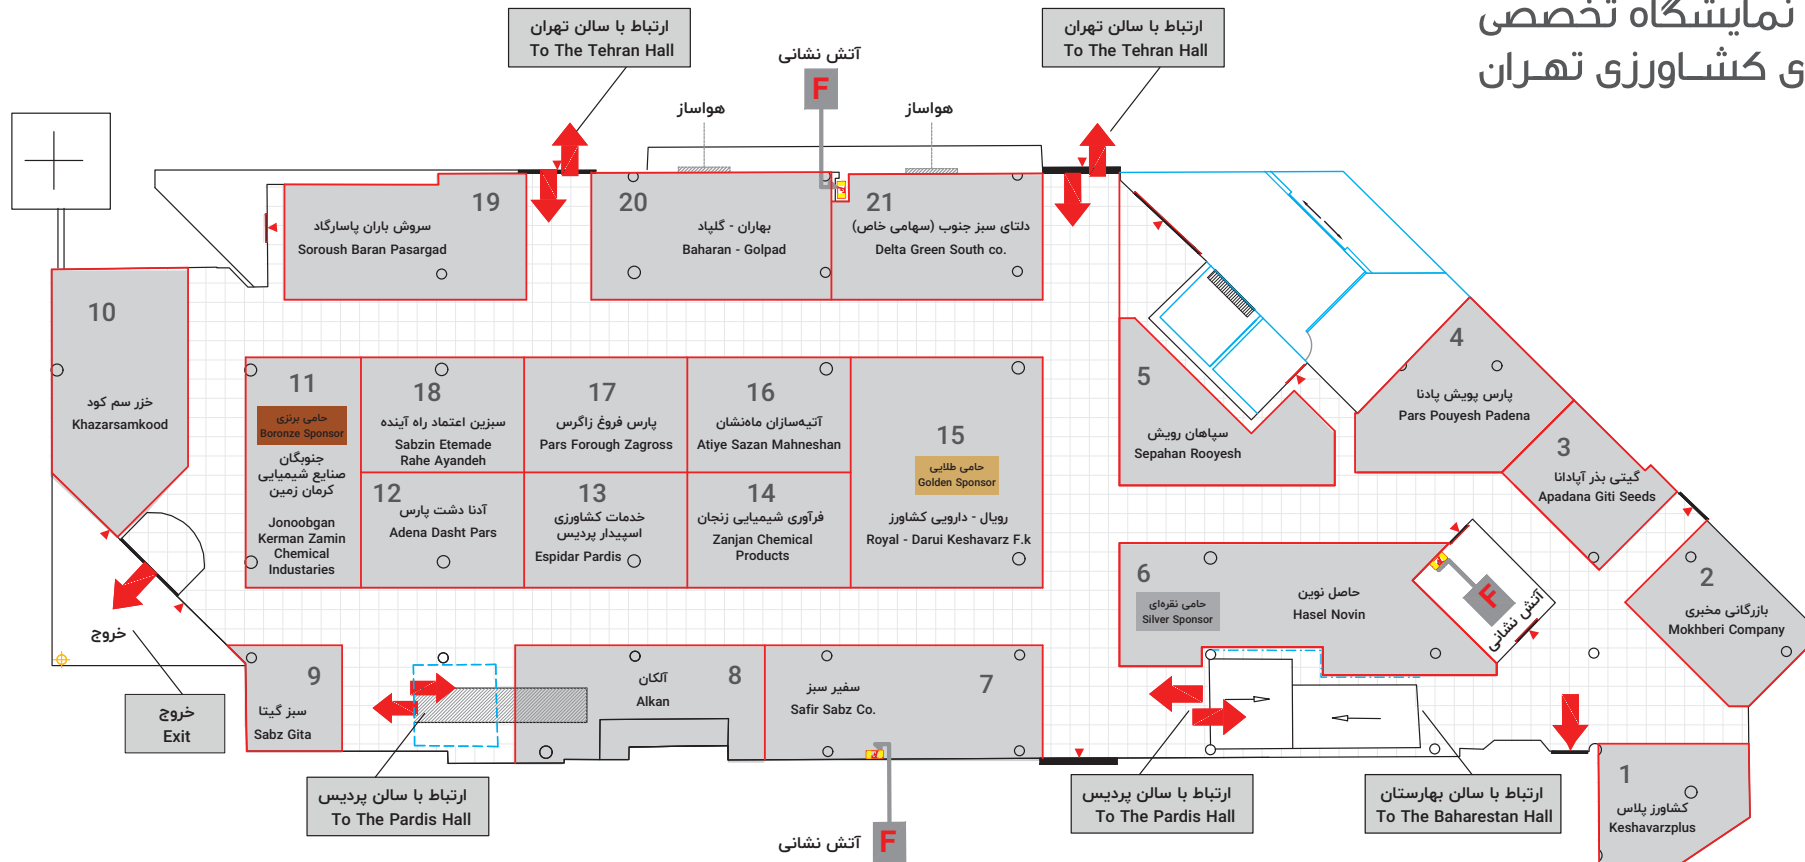 نمایشگاه تخصصی
ی کشـاورزی تهـران
ارتباط با سالن تهران
To The Tehran Hall
آتش نشانی
F
ارتباط با سالن تهران
To The Tehran Hall
هواساز
هواساز
19
سروش باران پاسارگاد
Soroush Baran Pasargad
20
بهاران - گلپاد
Baharan - Golpad
21
دلتای سبز جنوب (سهامی خاص)
Delta Green South co.
10
خزر سم کود
Khazarsamkood
11
حامی برنزی
Boronze Sponsor
جنوبگان
صنایع شیمیایی
کرمان زمین
Jonoobgan
Kerman Zamin
Chemical
Industaries
18
سبزین اعتماد راه آینده
Sabzin Etemade
Rahe Ayandeh
17
پارس فروغ زاگرس
Pars Forough Zagross
16
آتیه‌سازان ماه‌نشان
Atiye Sazan Mahneshan
15
حامی طلایی
Golden Sponsor
رویال - دارویی کشاورز
Royal - Darui Keshavarz F.k
12
آدنا دشت پارس
Adena Dasht Pars
13
خدمات کشاورزی
اسپیدار پردیس
Espidar Pardis
14
فرآوری شیمیایی زنجان
Zanjan Chemical
Products
5
سپاهان رویش
Sepahan Rooyesh
4
پارس پویش پادنا
Pars Pouyesh Padena
3
گیتی بذر آپادانا
Apadana Giti Seeds
2
بازرگانی مخبری
Mokhberi Company
6
حامی نقره‌ای
Silver Sponsor
حاصل نوین
Hasel Novin
F
آتش نشانی
خروج
خروج
Exit
9
سبز گیتا
Sabz Gita
آلکان
Alkan
8
سفیر سبز
Safir Sabz Co.
7
1
کشاورز پلاس
Keshavarzplus
ارتباط با سالن پردیس
To The Pardis Hall
آتش نشانی
F
ارتباط با سالن پردیس
To The Pardis Hall
ارتباط با سالن بهارستان
To The Baharestan Hall